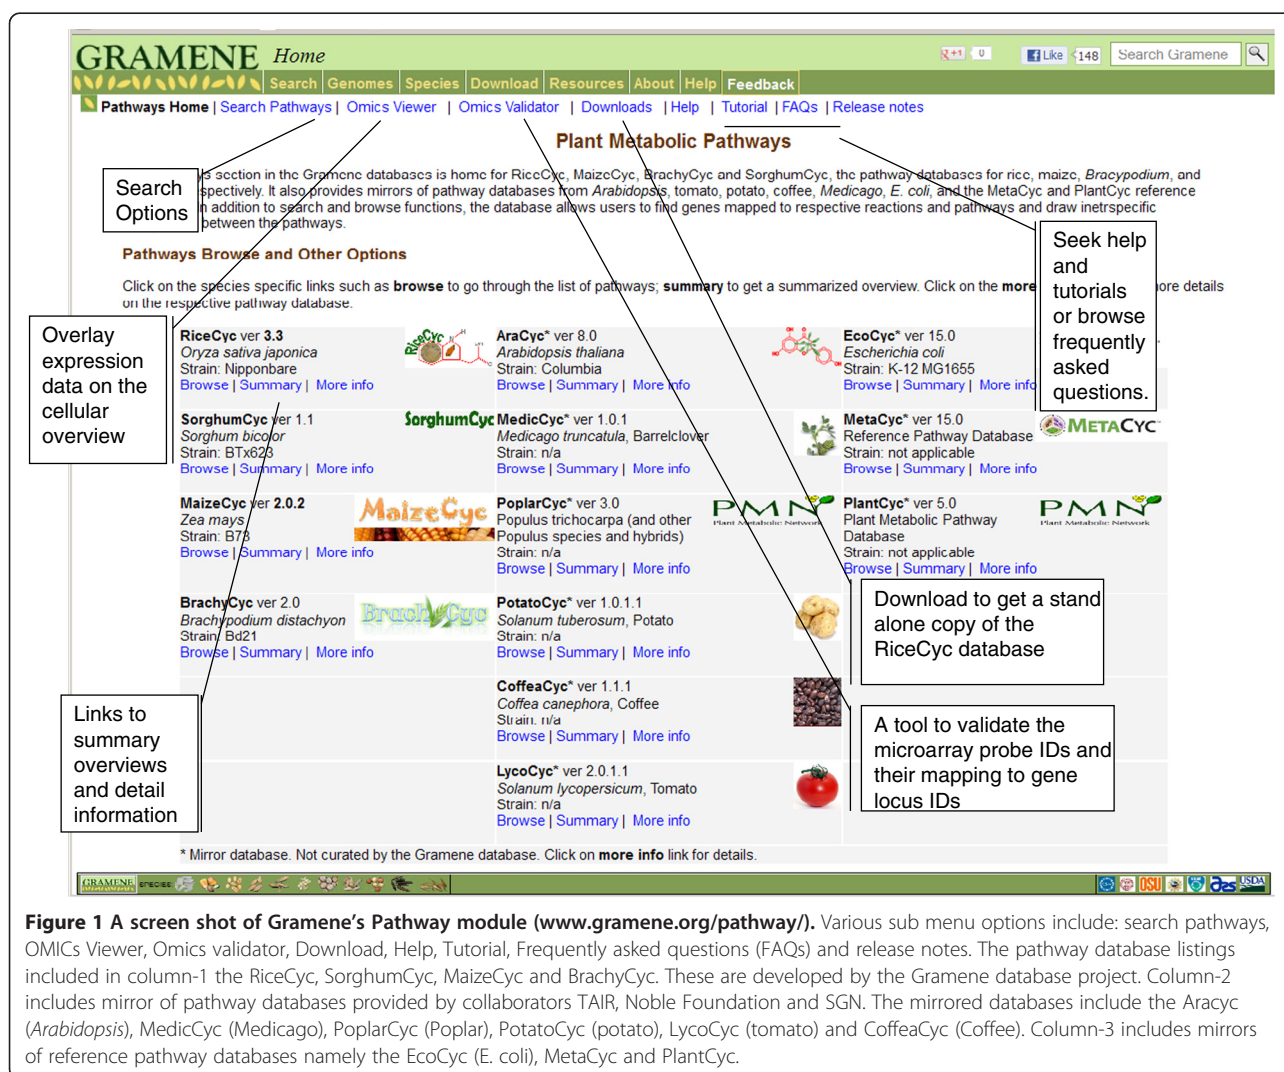 GRAMENE Home
+1 0
Like 148
Search Gramene
Search Genomes Species Download Resources About Help Feedback
Pathways Home | Search Pathways | Omics Viewer | Omics Validator | Downloads | Help | Tutorial | FAQs | Release notes
Plant Metabolic Pathways
s section in the Gramene databases is home for RiceCyc, MaizeCyc, BrachyCyc and SorghumCyc, the pathway databases for rice, maize, Bracypodium, and
spectively. It also provides mirrors of pathway databases from Arabidopsis, tomato, potato, coffee, Medicago, E. coli, and the MetaCyc and PlantCyc reference
n addition to search and browse functions, the database allows users to find genes mapped to respective reactions and pathways and draw inetrspecific
between the pathways.
Search
Options
Pathways Browse and Other Options
Click on the species specific links such as browse to go through the list of pathways; summary to get a summarized overview. Click on the more
ore details
on the respective pathway database.
Seek help
and
tutorials
or browse
frequently
asked
questions.
Overlay
expression
data on the
cellular
overview
RiceCyc ver 3.3
Oryza sativa japonica
Strain: Nipponbare
Browse | Summary | More info
RiceCyc
AraCyc* ver 8.0
Arabidopsis thaliana
Strain: Columbia
Browse | Summary | More info
EcoCyc* ver 15.0
Escherichia coli
Strain: K-12 MG1655
Browse | Summary | More info
SorghumCyc ver 1.1
Sorghum bicolor
Strain: BTx623
Browse | Summary | More info
SorghumCyc
MedicCyc* ver 1.0.1
Medicago truncatula, Barrelclover
Strain: n/a
Browse | Summary | More info
MetaCyc* ver 15.0
Reference Pathway Database
Strain: not applicable
Browse | Summary | More info
METACYC
MaizeCyc ver 2.0.2
Zea mays
Strain: B73
Browse | Summary | More info
MaizeCyc
PoplarCyc* ver 3.0
Populus trichocarpa (and other
Populus species and hybrids)
Strain: n/a
Browse | Summary | More info
PMN
Plant Metabolic Network
PlantCyc* ver 5.0
Plant Metabolic Pathway
Database
Strain: not applicable
Browse | Summary | More info
PMN
Plant Metabolic Network
BrachyCyc ver 2.0
Brachypodium distachyon
Strain: Bd21
Browse | Summary | More info
BrachyCyc
PotatoCyc* ver 1.0.1.1
Solanum tuberosum, Potato
Strain: n/a
Browse | Summary | More info
Download to get a stand
alone copy of the
RiceCyc database
Links to
summary
overviews
and detail
information
CoffeaCyc* ver 1.1.1
Coffea canephora, Coffee
Strain: n/a
Browse | Summary | More info
A tool to validate the
microarray probe IDs and
their mapping to gene
locus IDs
LycoCyc* ver 2.0.1.1
Solanum lycopersicum, Tomato
Strain: n/a
Browse | Summary | More info
* Mirror database. Not curated by the Gramene database. Click on more info link for details.
GRAMENE SPECIES OSU USDA
Figure 1 A screen shot of Gramene's Pathway module (www.gramene.org/pathway/). Various sub menu options include: search pathways,
OMICs Viewer, Omics validator, Download, Help, Tutorial, Frequently asked questions (FAQs) and release notes. The pathway database listings
included in column-1 the RiceCyc, SorghumCyc, MaizeCyc and BrachyCyc. These are developed by the Gramene database project. Column-2
includes mirror of pathway databases provided by collaborators TAIR, Noble Foundation and SGN. The mirrored databases include the Aracyc
(Arabidopsis), MedicCyc (Medicago), PoplarCyc (Poplar), PotatoCyc (potato), LycoCyc (tomato) and CoffeaCyc (Coffee). Column-3 includes mirrors
of reference pathway databases namely the EcoCyc (E. coli), MetaCyc and PlantCyc.